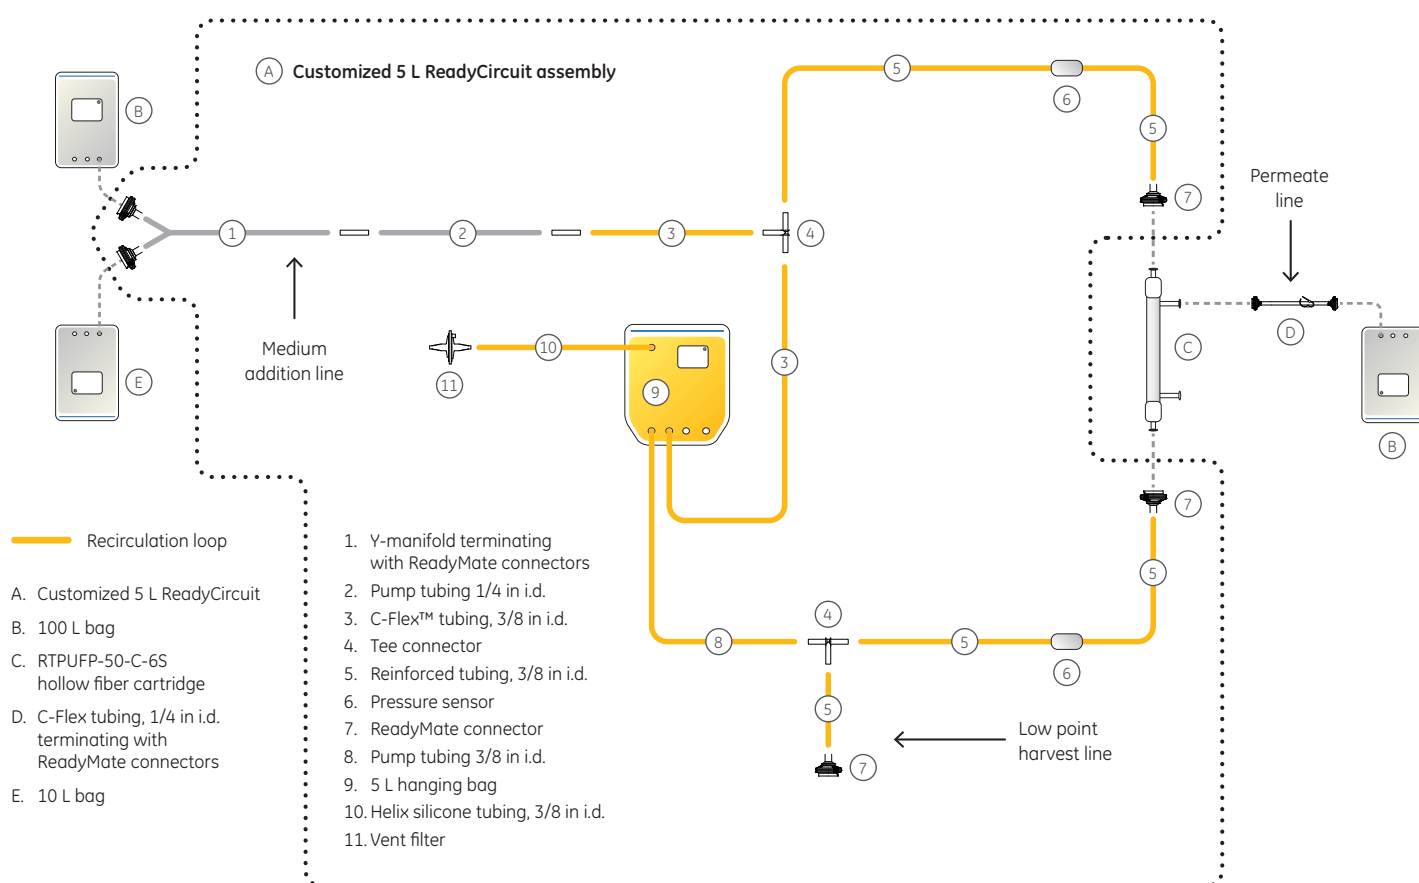 A Customized 5 L ReadyCircuit assembly
5
6
B
5
Permeate
line
7
1
2
3
4
Medium
addition line
10
11
9
3
C
D
E
B
7
Recirculation loop
A. Customized 5 L ReadyCircuit
B. 100 L bag
C. RTPUFP-50-C-6S
hollow fiber cartridge
D. C-Flex tubing, 1/4 in i.d.
terminating with
ReadyMate connectors
E. 10 L bag
1. Y-manifold terminating
with ReadyMate connectors
2. Pump tubing 1/4 in i.d.
3. C-Flex™ tubing, 3/8 in i.d.
4. Tee connector
5. Reinforced tubing, 3/8 in i.d.
6. Pressure sensor
7. ReadyMate connector
8. Pump tubing 3/8 in i.d.
9. 5 L hanging bag
10. Helix silicone tubing, 3/8 in i.d.
11. Vent filter
5
4
8
5
6
5
7
Low point
harvest line